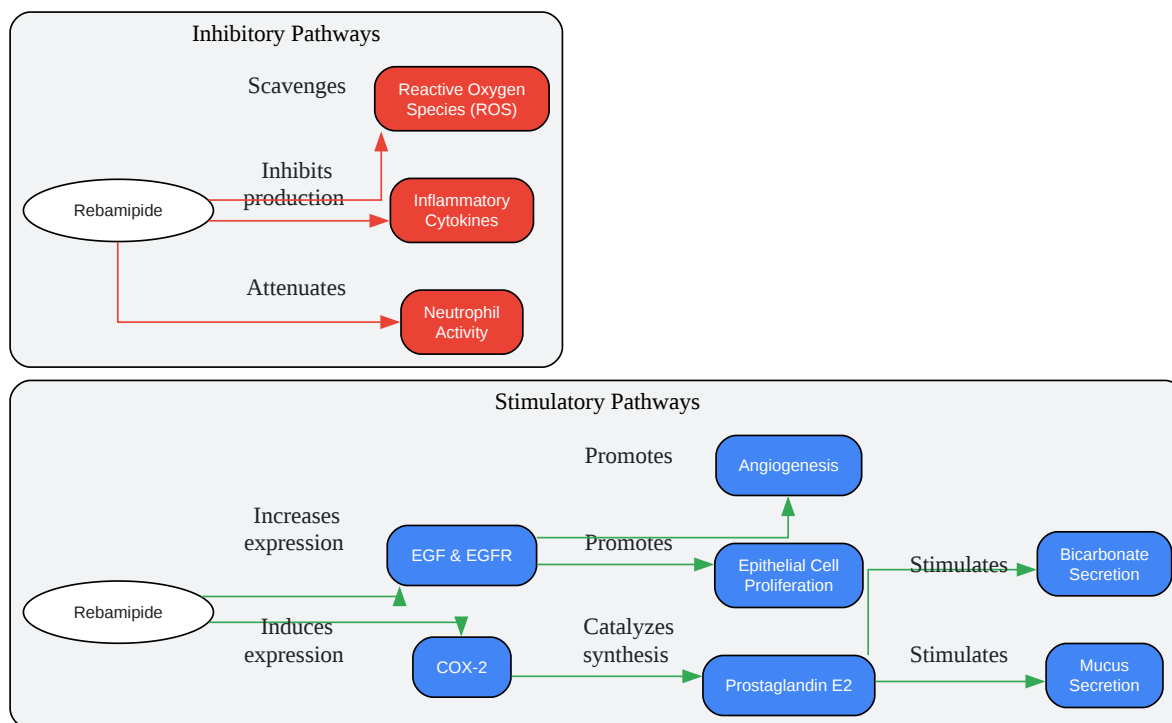 Inhibitory Pathways
Scavenges
Reactive Oxygen
Species (ROS)
Inhibits
production
Rebamipide
Inflammatory
Cytokines
Attenuates
Neutrophil
Activity
Stimulatory Pathways
Promotes
Angiogenesis
Increases
expression
EGF & EGFR
Promotes
Epithelial Cell
Proliferation
Stimulates
Bicarbonate
Secretion
Rebamipide
Induces
expression
COX-2
Catalyzes
synthesis
Prostaglandin E2
Stimulates
Mucus
Secretion